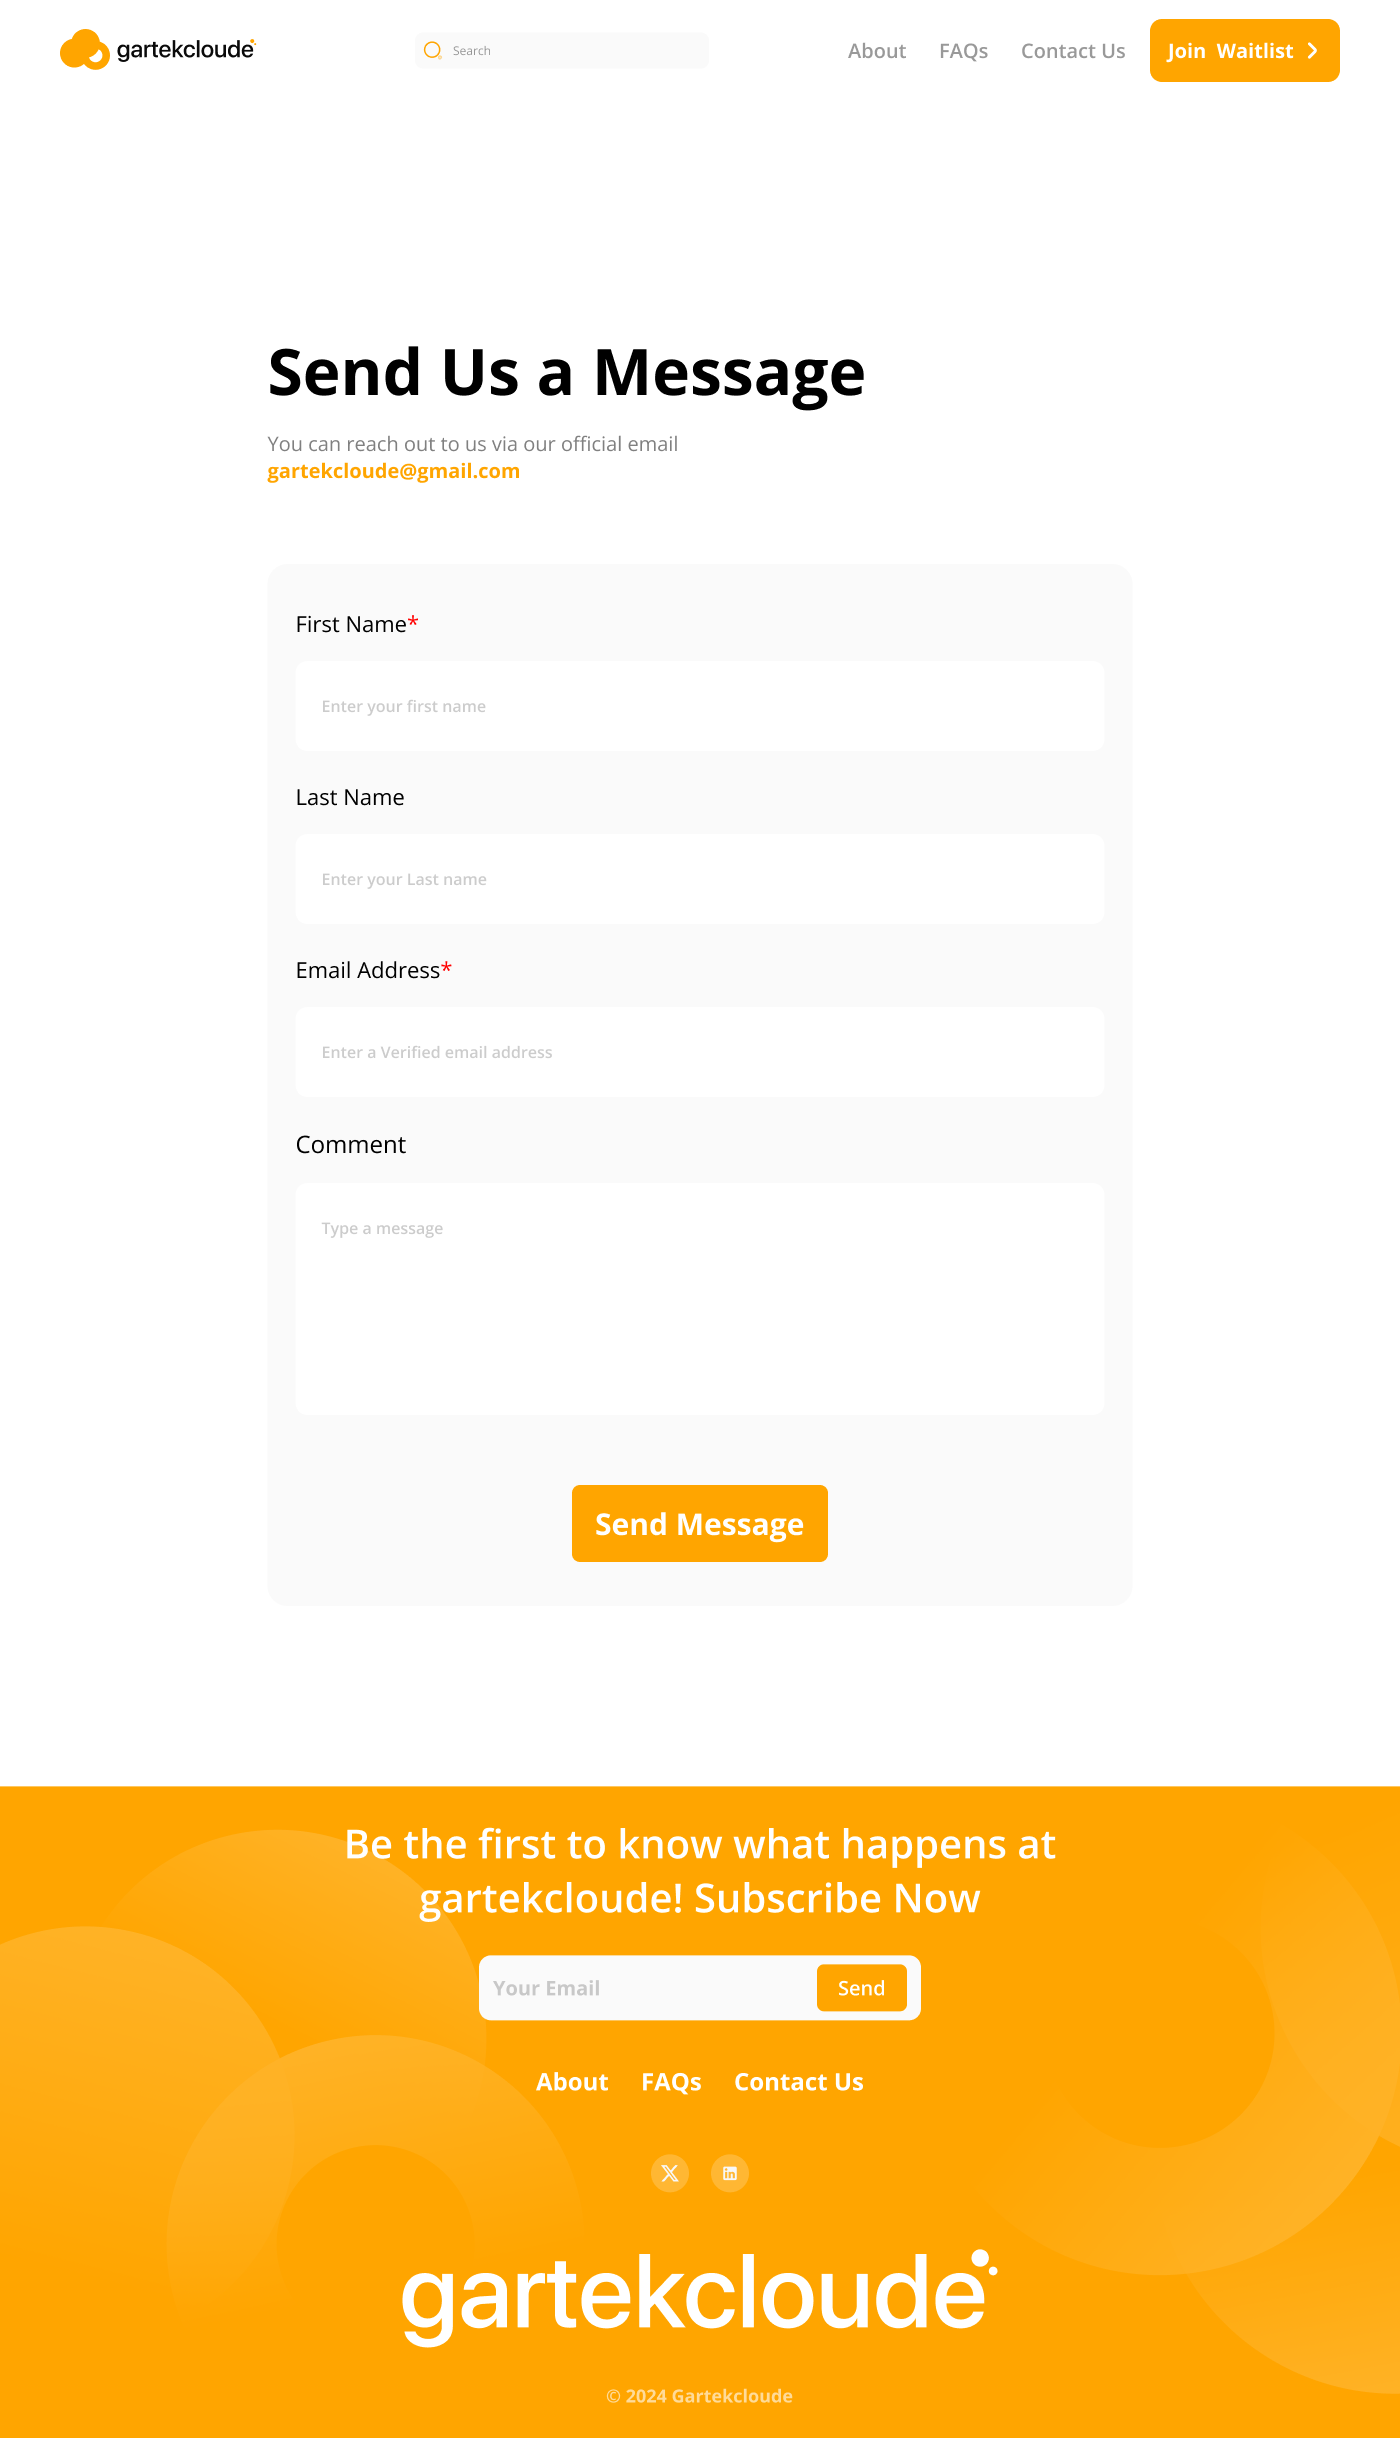 gartekcloude
Search
About FAQs Contact Us Join Waitlist
Send Us a Message
You can reach out to us via our official email
gartekcloude@gmail.com
First Name*
Enter your first name
Last Name
Enter your Last name
Email Address*
Enter a Verified email address
Comment
Type a message
Send Message
Be the first to know what happens at
gartekcloude! Subscribe Now
Your Email Send
About FAQs Contact Us
gartekcloude
© 2024 Gartekcloude